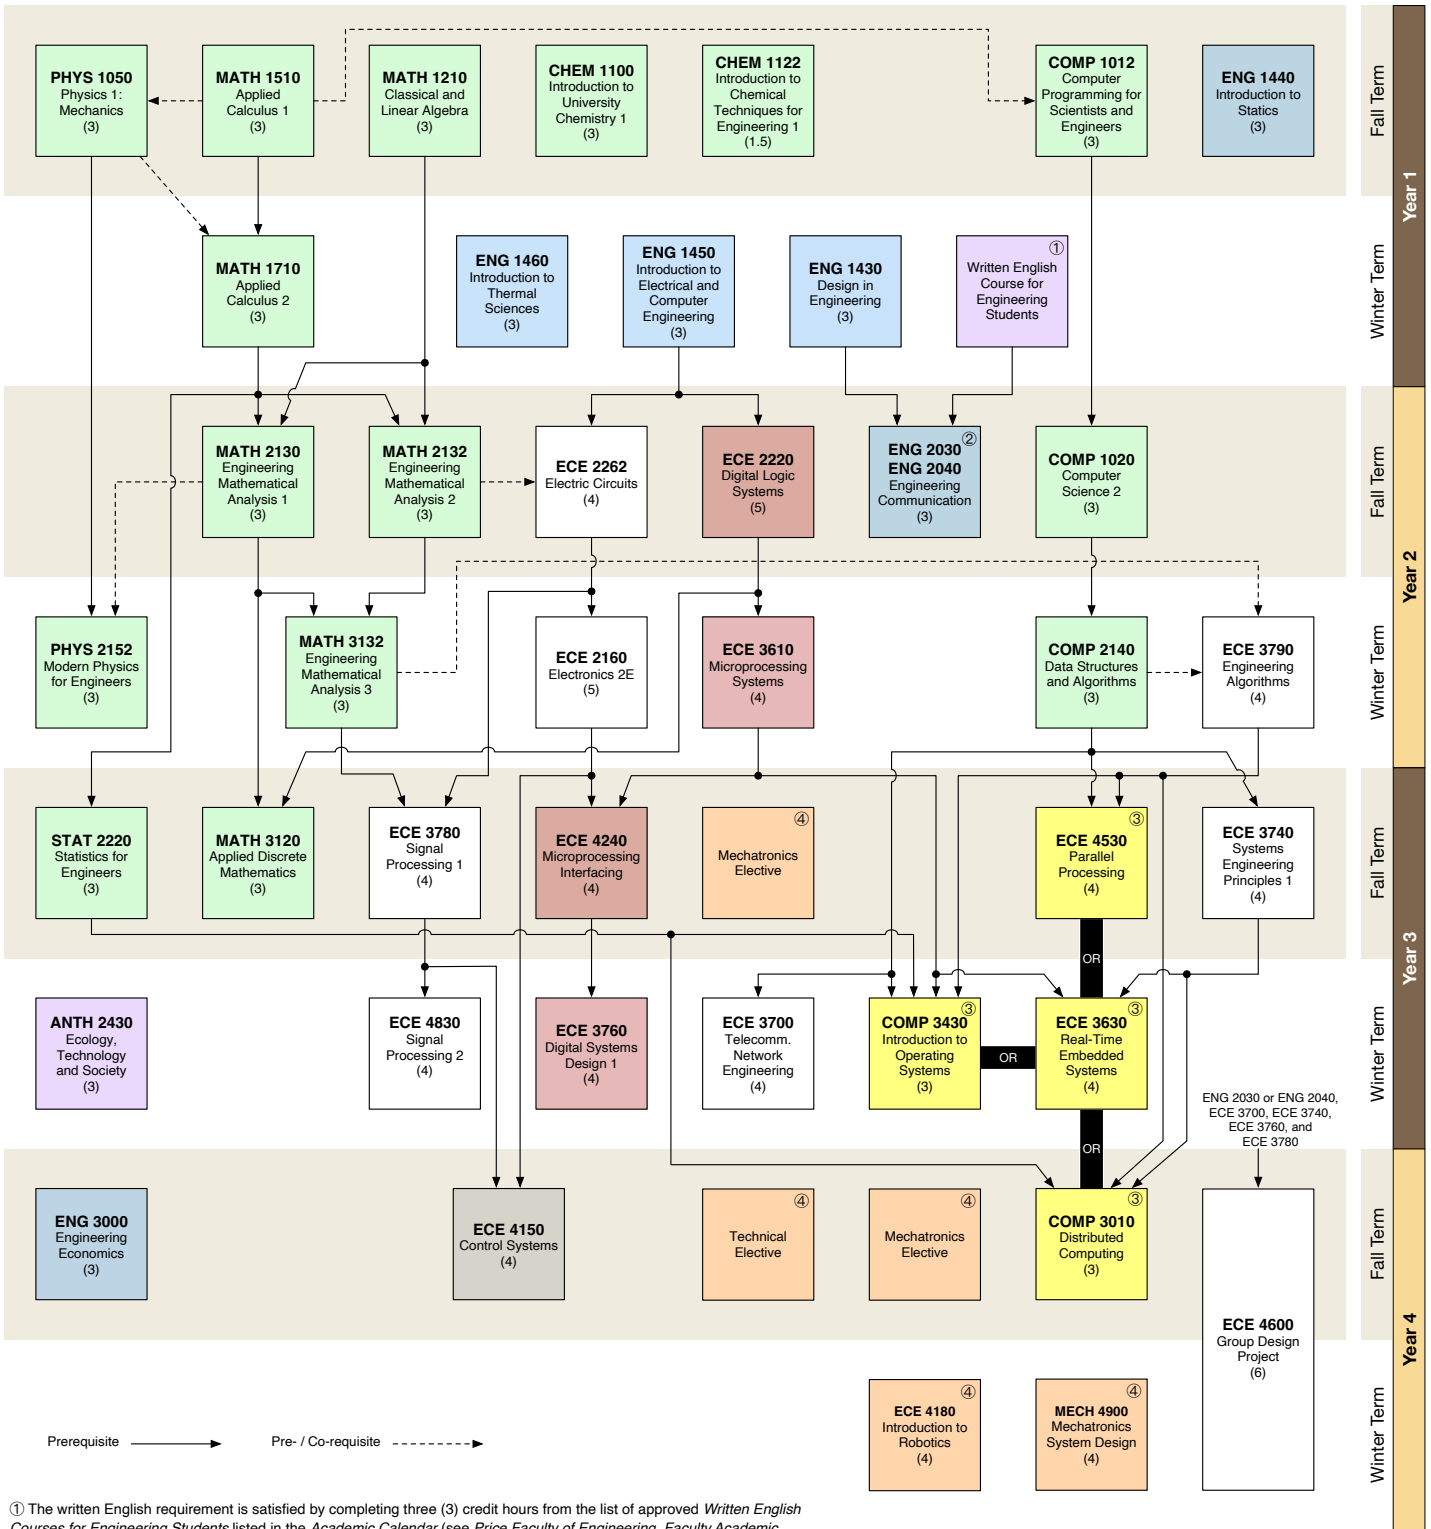 PHYS 1050
Physics 1:
Mechanics
(3)
MATH 1510
Applied
Calculus 1
(3)
MATH 1210
Classical and
Linear Algebra
(3)
CHEM 1100
Introduction to
University
Chemistry 1
(3)
CHEM 1122
Introduction to
Chemical
Techniques for
Engineering 1
(1.5)
COMP 1012
Computer
Programming for
Scientists and
Engineers
(3)
ENG 1440
Introduction to
Statics
(3)
Fall Term
Year 1
MATH 1710
Applied
Calculus 2
(3)
ENG 1460
Introduction to
Thermal
Sciences
(3)
ENG 1450
Introduction to
Electrical and
Computer
Engineering
(3)
ENG 1430
Design in
Engineering
(3)
①
Written English
Course for
Engineering
Students
Winter Term
MATH 2130
Engineering
Mathematical
Analysis 1
(3)
MATH 2132
Engineering
Mathematical
Analysis 2
(3)
ECE 2262
Electric Circuits
(4)
ECE 2220
Digital Logic
Systems
(5)
②
ENG 2030
ENG 2040
Engineering
Communication
(3)
COMP 1020
Computer
Science 2
(3)
Fall Term
Year 2
PHYS 2152
Modern Physics
for Engineers
(3)
MATH 3132
Engineering
Mathematical
Analysis 3
(3)
ECE 2160
Electronics 2E
(5)
ECE 3610
Microprocessing
Systems
(4)
COMP 2140
Data Structures
and Algorithms
(3)
ECE 3790
Engineering
Algorithms
(4)
Winter Term
STAT 2220
Statistics for
Engineers
(3)
MATH 3120
Applied Discrete
Mathematics
(3)
ECE 3780
Signal
Processing 1
(4)
ECE 4240
Microprocessing
Interfacing
(4)
④
Mechatronics
Elective
③
ECE 4530
Parallel
Processing
(4)
ECE 3740
Systems
Engineering
Principles 1
(4)
Fall Term
Year 3
OR
ANTH 2430
Ecology,
Technology
and Society
(3)
ECE 4830
Signal
Processing 2
(4)
ECE 3760
Digital Systems
Design 1
(4)
ECE 3700
Telecomm.
Network
Engineering
(4)
③
COMP 3430
Introduction to
Operating
Systems
(3)
OR
③
ECE 3630
Real-Time
Embedded
Systems
(4)
Winter Term
OR
ENG 2030 or ENG 2040,
ECE 3700, ECE 3740,
ECE 3760, and
ECE 3780
ENG 3000
Engineering
Economics
(3)
ECE 4150
Control Systems
(4)
④
Technical
Elective
④
Mechatronics
Elective
③
COMP 3010
Distributed
Computing
(3)
Fall Term
Year 4
ECE 4600
Group Design
Project
(6)
④
ECE 4180
Introduction to
Robotics
(4)
④
MECH 4900
Mechatronics
System Design
(4)
Winter Term
Prerequisite
Pre- / Co-requisite
① The written English requirement is satisfied by completing three (3) credit hours from the list of approved Written English
Courses for Engineering Students listed in the Academic Calendar (see Price Faculty of Engineering, Faculty Academic